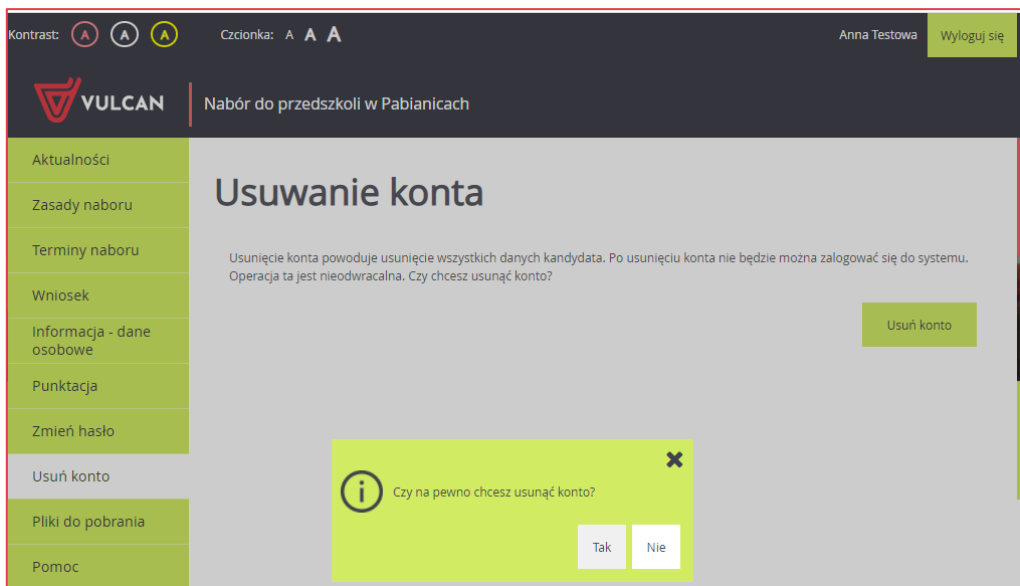 Kontrast: A A A Czcionka: A A A Anna Testowa Wyloguj się
VULCAN Nabór do przedszkoli w Pabianicach
Aktualności
Zasady naboru
Terminy naboru
Wniosek
Informacja - dane
osobowe
Punktacja
Zmień hasło
Usuń konto
Pliki do pobrania
Pomoc
Usuwanie konta
Usunięcie konta powoduje usunięcie wszystkich danych kandydata. Po usunięciu konta nie będzie można zalogować się do systemu.
Operacja ta jest nieodwracalna. Czy chcesz usunąć konto?
Usuń konto
Czy na pewno chcesz usunąć konto?
Tak Nie